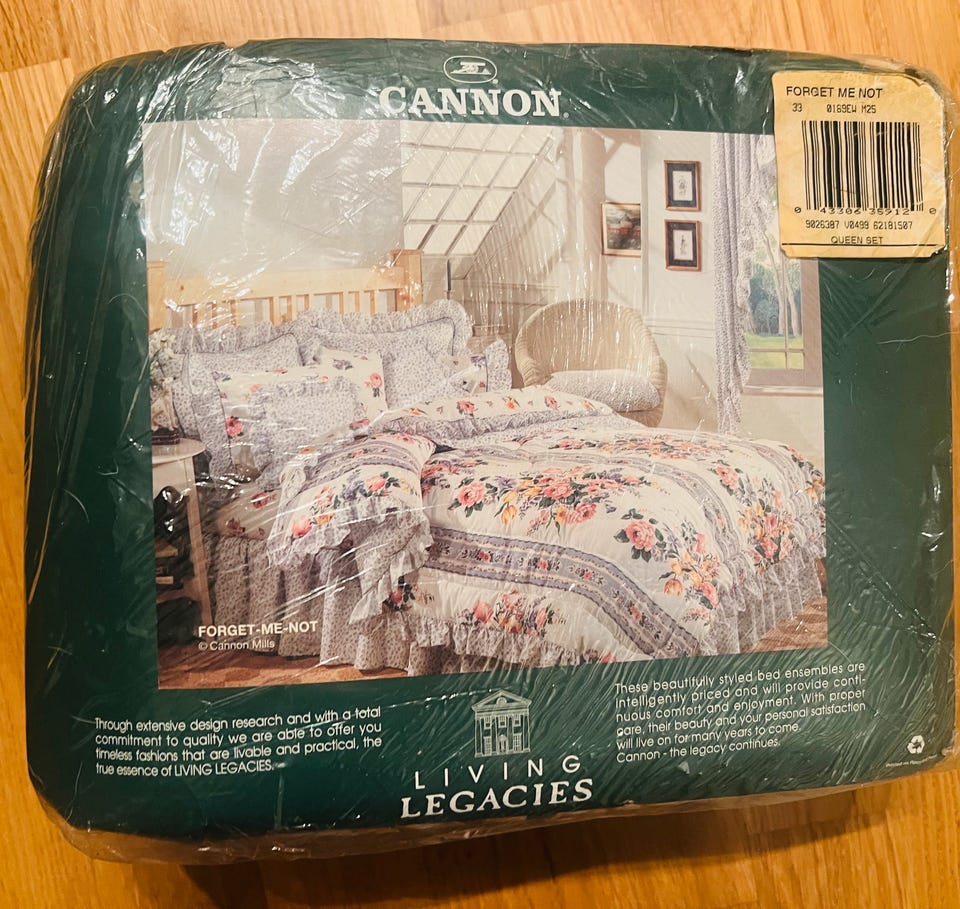 CANNON
FORGET ME NOT
33 0189EW M25
0 43306 35912 0
9026387 V0499 62181507
QUEEN SET
FORGET-ME-NOT
© Cannon Mills
Through extensive design research and with a total
commitment to quality we are able to offer you
timeless fashions that are livable and practical, the
true essence of LIVING LEGACIES.
LIVING
LEGACIES
These beautifully styled bed ensembles are
intelligently priced and will provide conti-
nuous comfort and enjoyment. With proper
care, their beauty and your personal satisfaction
will live on for many years to come.
Cannon - the legacy continues.